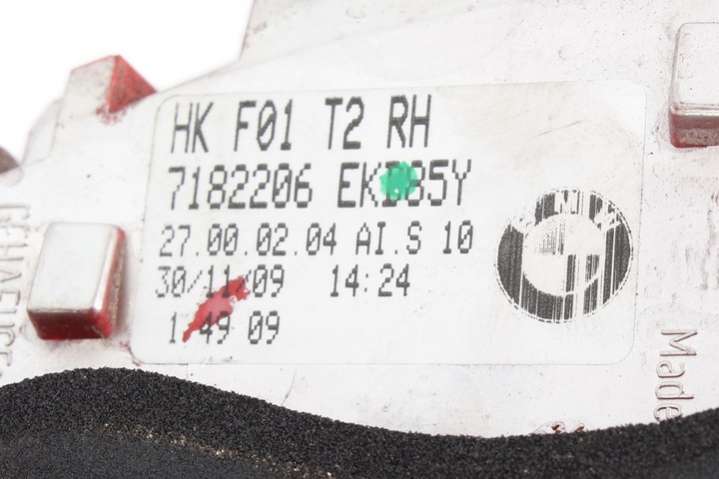 HK F01 T2 RH
7182206
27.00.02.04 AI.S 10
30/11/09 14:24
1 49 09
Made